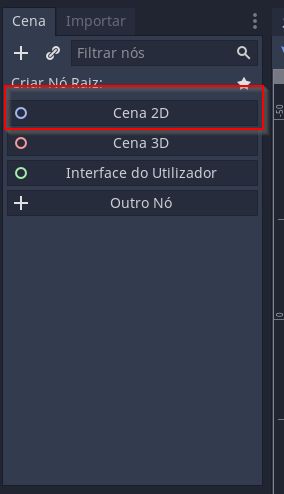 Cena Importar
Filtrar nós
Criar Nó Raiz:
Cena 2D
Cena 3D
Interface do Utilizador
Outro Nó
-50
0